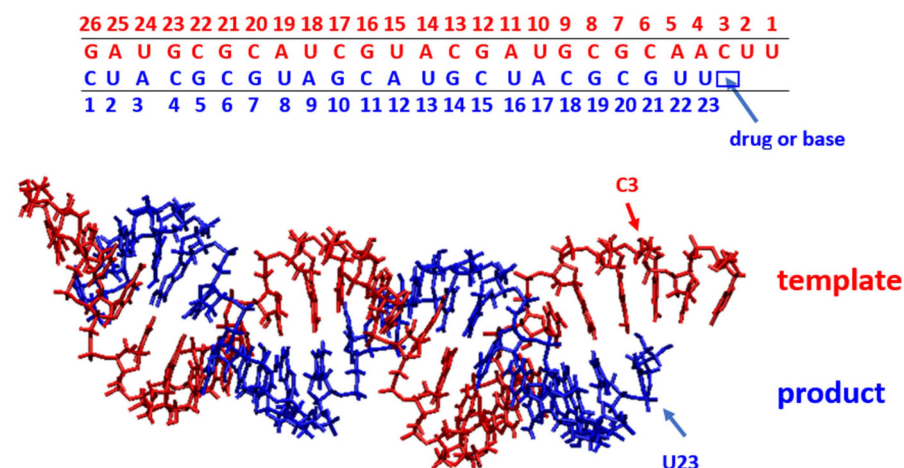 26 25 24 23 22 21 20 19 18 17 16 15 14 13 12 11 10 9 8 7 6 5 4 3 2 1
G A U G C G C A U C G U A C G A U G C G C A A C U U
C U A C G C G U A G C A U G C U A C G C G U U
1 2 3 4 5 6 7 8 9 10 11 12 13 14 15 16 17 18 19 20 21 22 23
drug or base
C3
template
product
U23